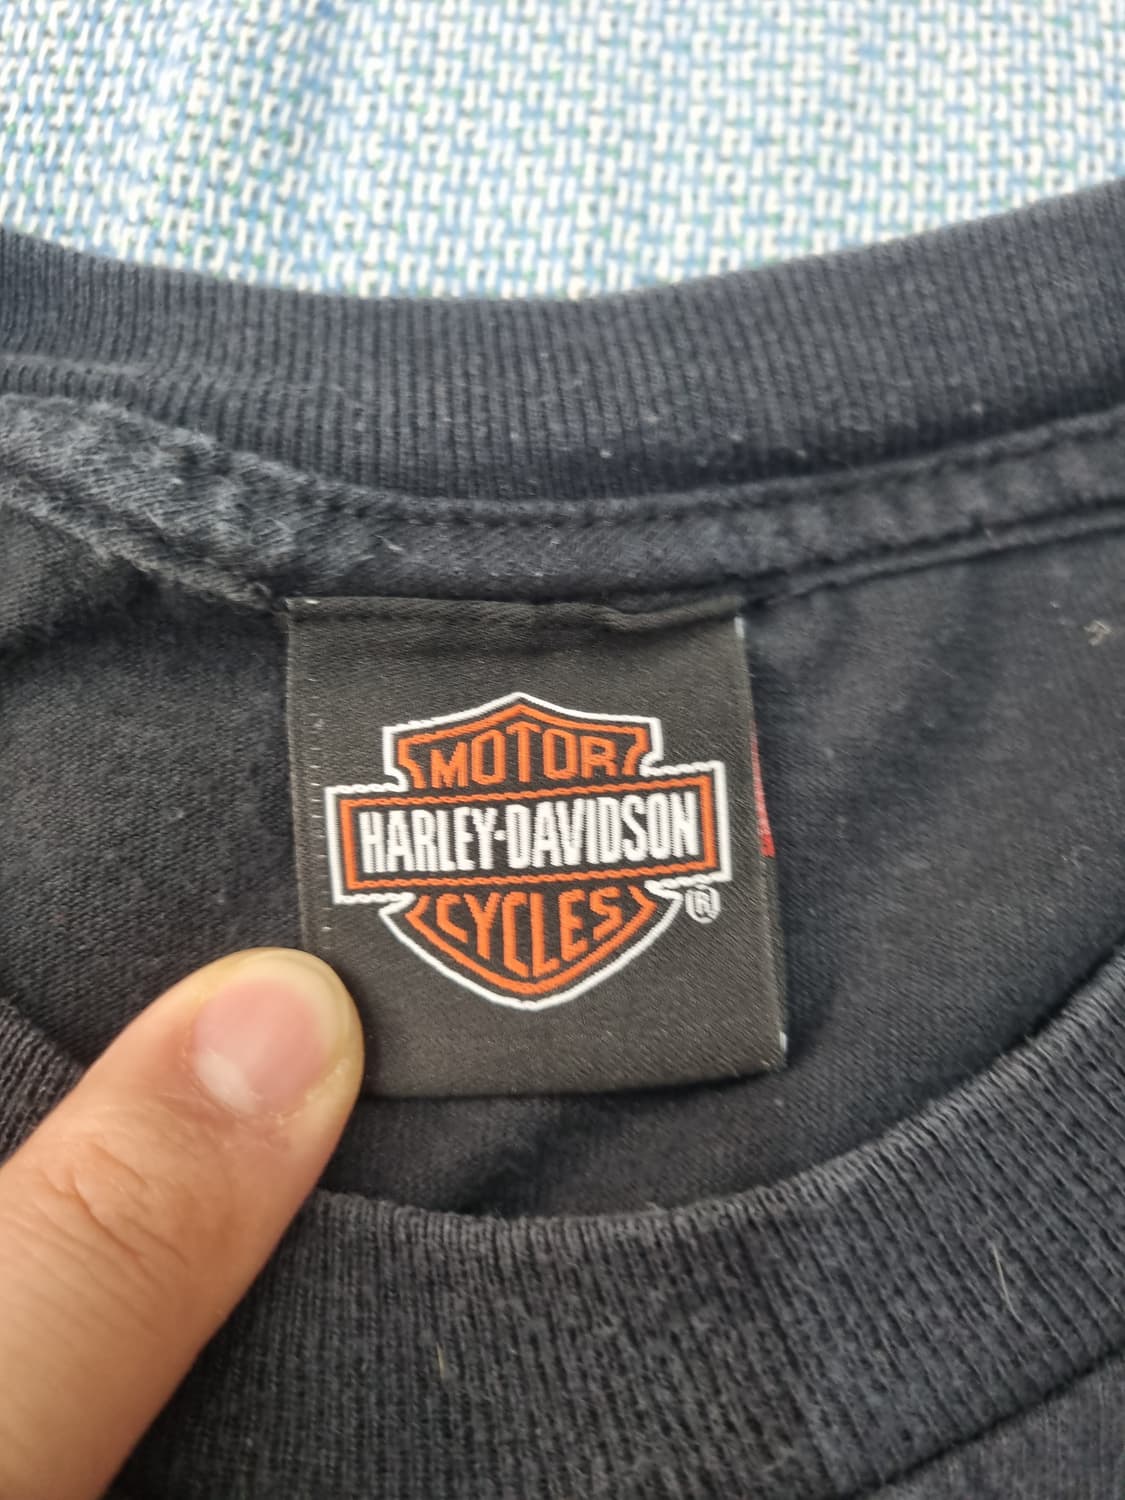 MOTOR
HARLEY-DAVIDSON
CYCLES
®